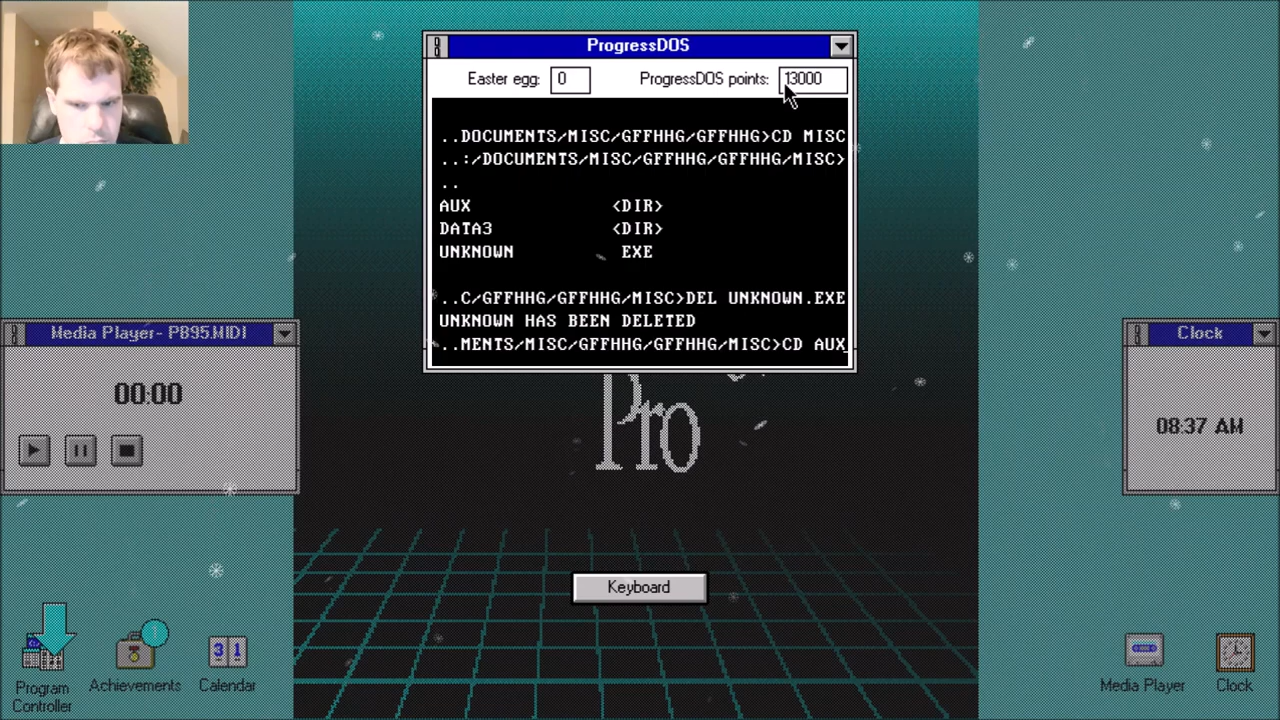 ProgressDOS
Easter egg: 0 ProgressDOS points: 13000
..DOCUMENTS/MISC/GFFHHG/GFFHHG>CD MISC
..:/DOCUMENTS/MISC/GFFHHG/GFFHHG/MISC>
..
AUX <DIR>
DATA3 <DIR>
UNKNOWN EXE
..C/GFFHHG/GFFHHG/MISC>DEL UNKNOWN.EXE
UNKNOWN HAS BEEN DELETED
..MENTS/MISC/GFFHHG/GFFHHG/MISC>CD AUX_
Media Player- PB95.MIDI
00:00
Clock
08:37 AM
Pro
Keyboard
Program
Controller
Achievements
31
Calendar
Media Player
Clock